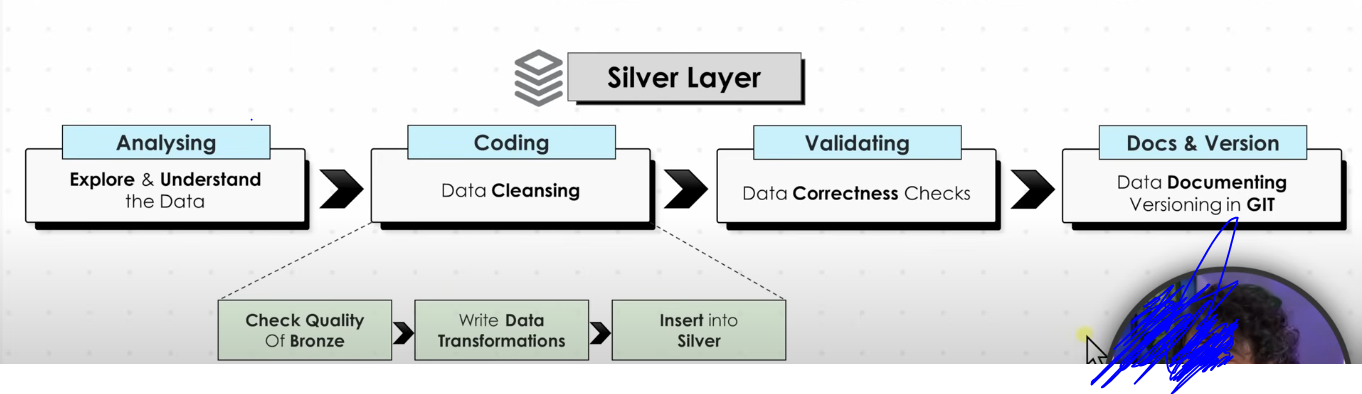 Silver Layer
Analysing
Explore & Understand
the Data
Coding
Data Cleansing
Validating
Data Correctness Checks
Docs & Version
Data Documenting
Versioning in GIT
Check Quality
Of Bronze
Write Data
Transformations
Insert into
Silver